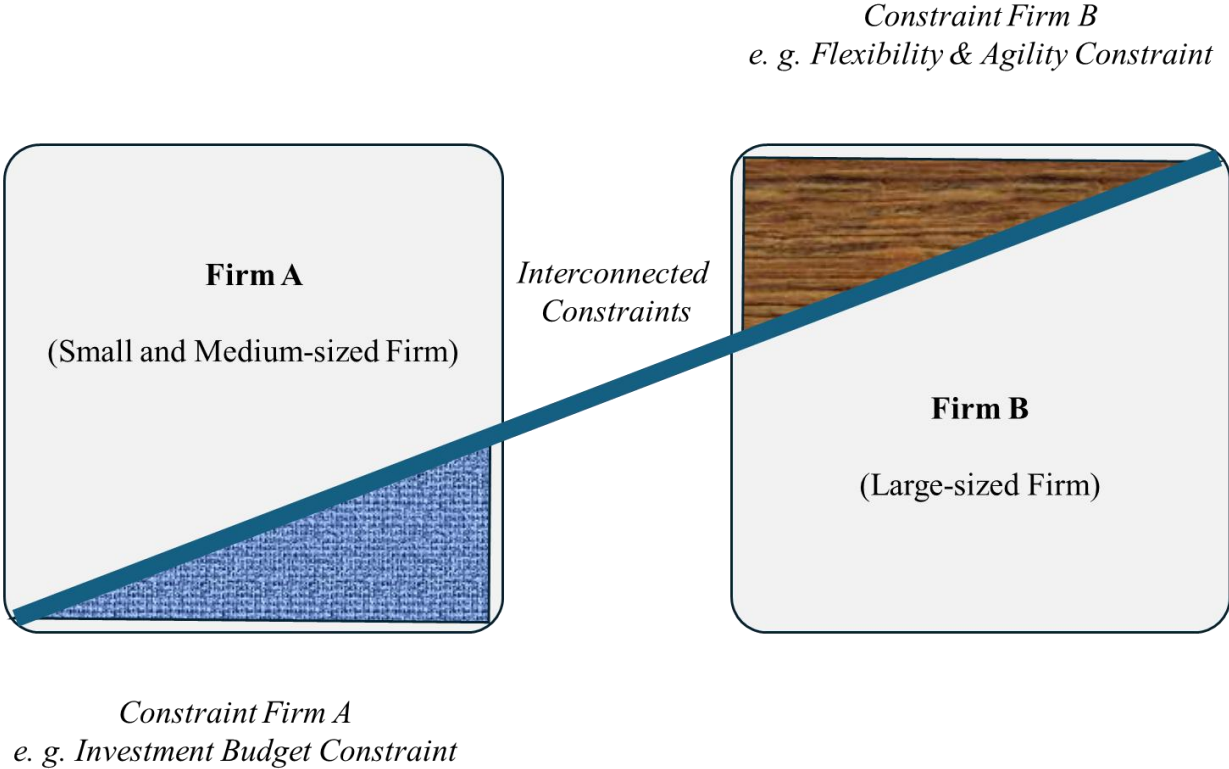 Constraint Firm B
e. g. Flexibility & Agility Constraint
Firm A
(Small and Medium-sized Firm)
Interconnected
Constraints
Firm B
(Large-sized Firm)
Constraint Firm A
e. g. Investment Budget Constraint